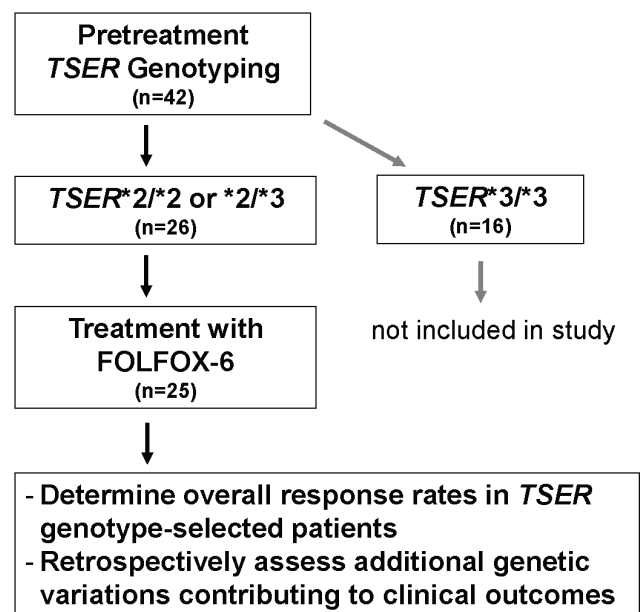 Pretreatment
TSER Genotyping
(n=42)
TSER*2/*2 or *2/*3
(n=26)
TSER*3/*3
(n=16)
Treatment with
FOLFOX-6
(n=25)
not included in study
- Determine overall response rates in TSER
genotype-selected patients
- Retrospectively assess additional genetic
variations contributing to clinical outcomes